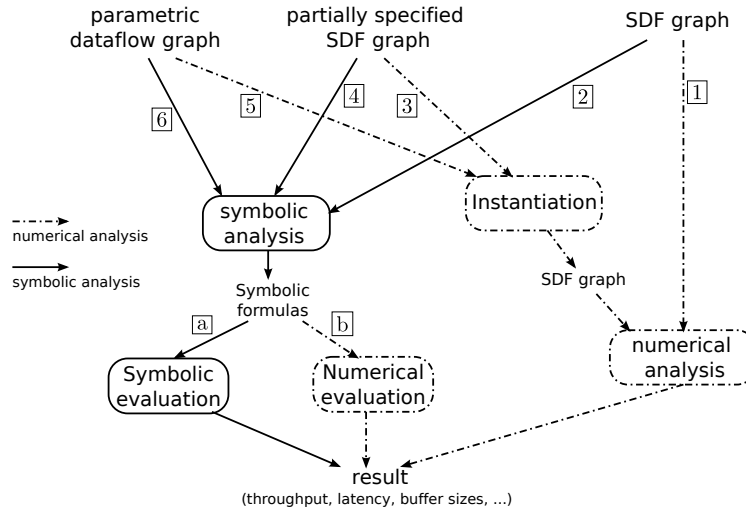 parametric
dataflow graph
partially specified
SDF graph
SDF graph
6
5
4
3
2
1
symbolic
analysis
Instantiation
numerical analysis
symbolic analysis
SDF graph
Symbolic
formulas
a
b
Symbolic
evaluation
Numerical
evaluation
numerical
analysis
result
(throughput, latency, buffer sizes, ...)